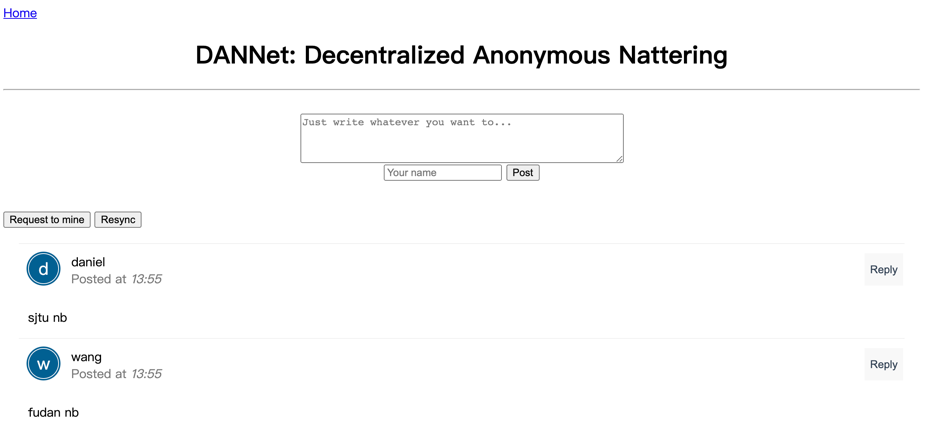 Home
DANNet: Decentralized Anonymous Nattering
Just write whatever you want to...
Your name Post
Request to mine Resync
d daniel Reply
Posted at 13:55
sjtu nb
w wang Reply
Posted at 13:55
fudan nb